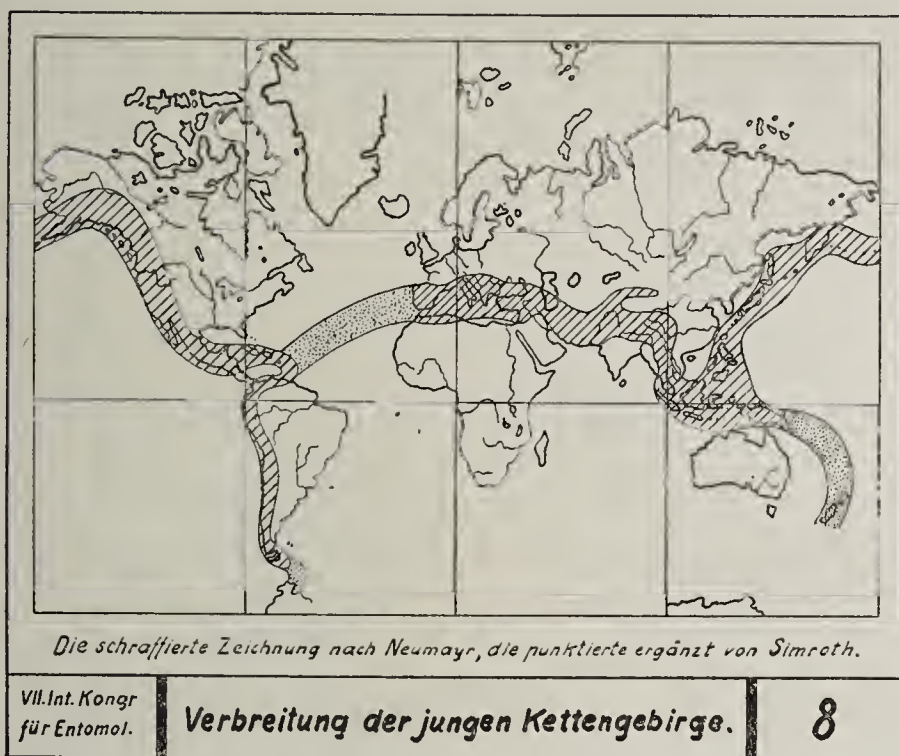 Die schraffierte Zeichnung nach Neumayr, die punktierte ergänzt von Simroth.
VII. Int. Kongr
für Entomol.
Verbreitung der jungen Kettengebirge.
8